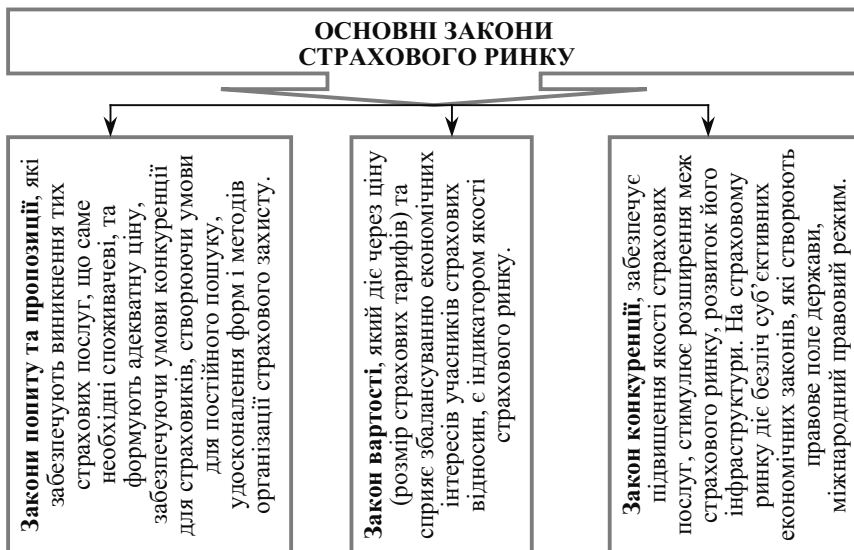 ОСНОВНІ ЗАКОНИ
СТРАХОВОГО РИНКУ
Закони попиту та пропозиції, які
забезпечують виникнення тих
страхових послуг, що саме
необхідні споживачеві, та
формують адекватну ціну,
забезпечуючи умови конкуренції
для страховиків, створюючи умови
для постійного пошуку,
удосконалення форм і методів
організації страхового захисту.
Закон вартості, який діє через ціну
(розмір страхових тарифів) та
сприяє збалансуванню економічних
інтересів учасників страхових
відносин, є індикатором якості
страхового ринку.
Закон конкуренції, забезпечує
підвищення якості страхових
послуг, стимулює розширення меж
страхового ринку, розвиток його
інфраструктури. На страховому
ринку діє безліч суб’єктивних
економічних законів, які створюють
правове поле держави,
міжнародний правовий режим.